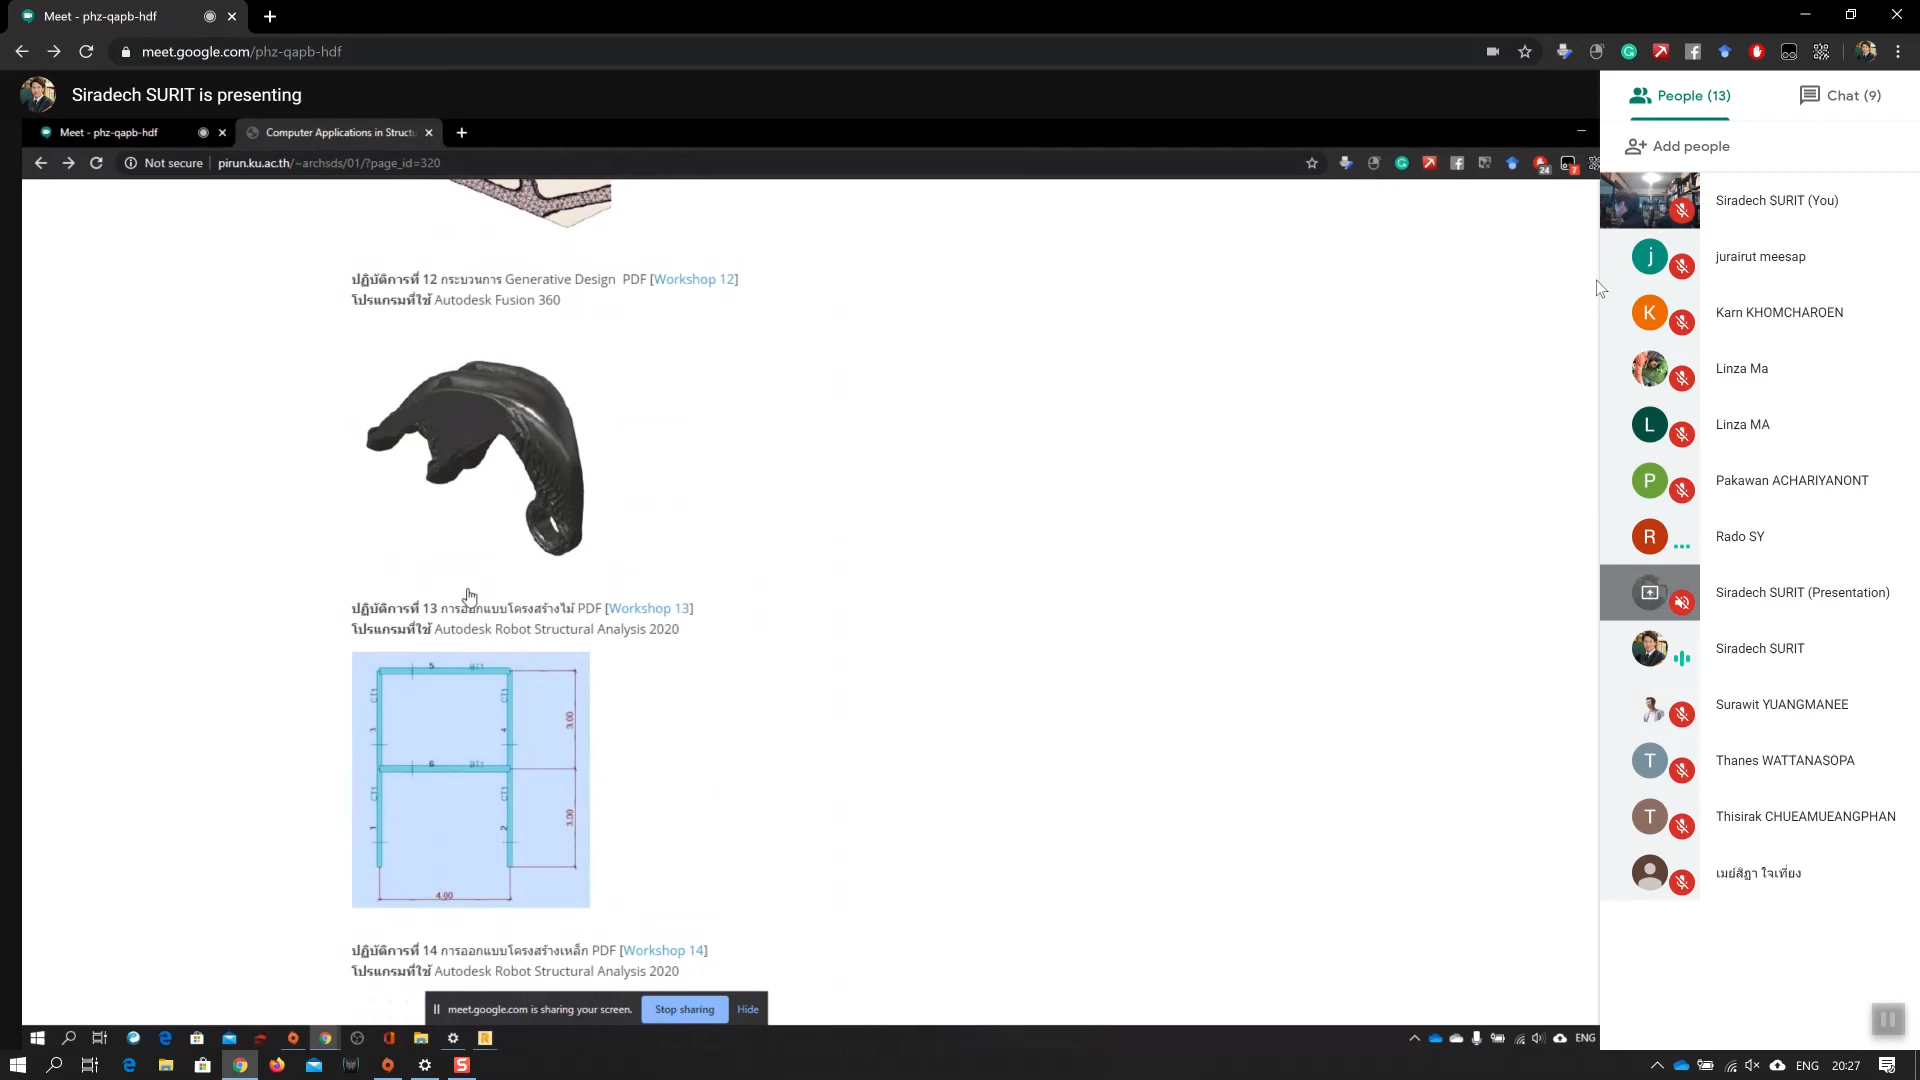 Meet - phz-qapb-hdf
meet.google.com/phz-qapb-hdf
Siradech SURIT is presenting
People (13)
Chat (9)
Add people
Meet - phz-qapb-hdf
Computer Applications in Structu
Not secure
pirun.ku.ac.th/~archsds/01/?page_id=320
24
7
ปฏิบัติการที่ 12 กระบวนการ Generative Design PDF [Workshop 12]
โปรแกรมที่ใช้ Autodesk Fusion 360
ปฏิบัติการที่ 13 การออกแบบโครงสร้างไม้ PDF [Workshop 13]
โปรแกรมที่ใช้ Autodesk Robot Structural Analysis 2020
5
3
4
3.00
6
1
2
3.00
4.00
ปฏิบัติการที่ 14 การออกแบบโครงสร้างเหล็ก PDF [Workshop 14]
โปรแกรมที่ใช้ Autodesk Robot Structural Analysis 2020
meet.google.com is sharing your screen.
Stop sharing
Hide
ENG
Siradech SURIT (You)
j
jurairut meesap
K
Karn KHOMCHAROEN
Linza Ma
L
Linza MA
P
Pakawan ACHARIYANONT
R
Rado SY
Siradech SURIT (Presentation)
Siradech SURIT
Surawit YUANGMANEE
T
Thanes WATTANASOPA
T
Thisirak CHUEAMUEANGPHAN
เมย์สิฎา ใจเที่ยง
ENG
20:27